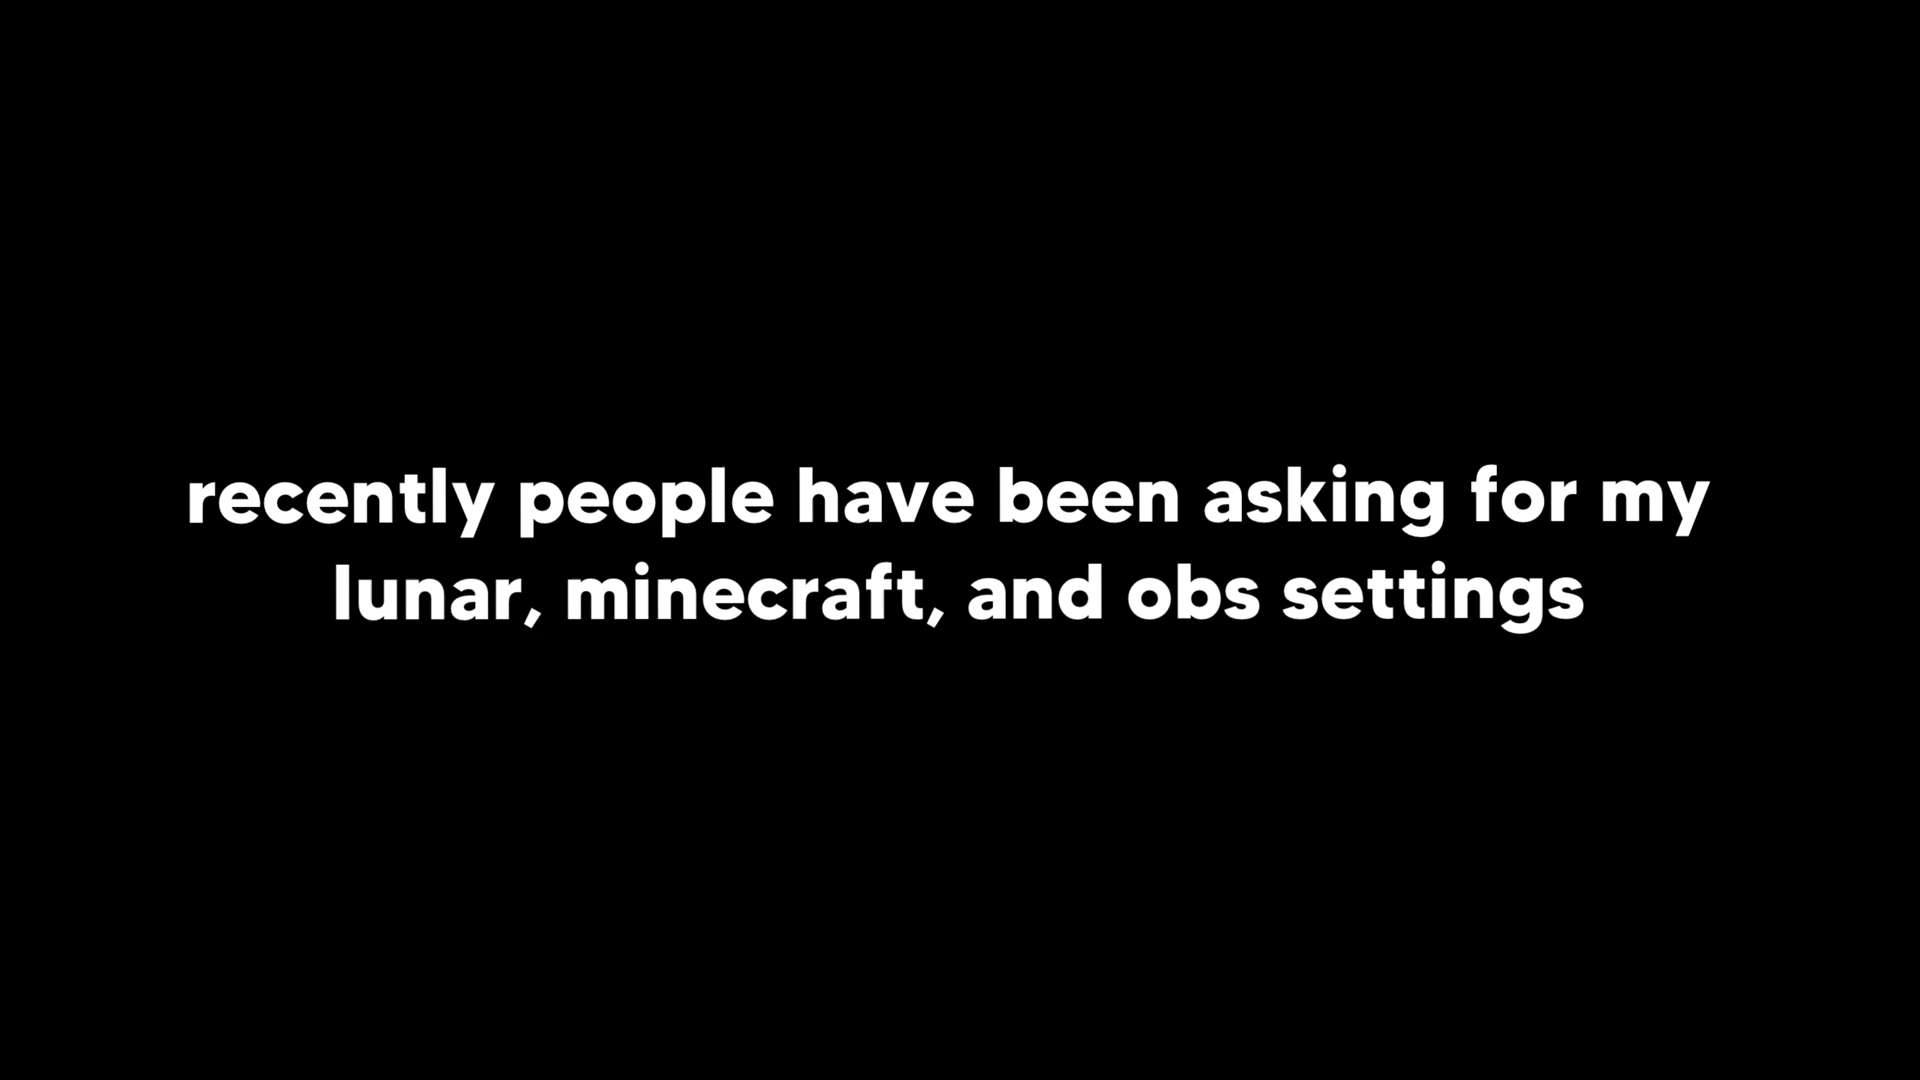 recently people have been asking for my
lunar, minecraft, and obs settings